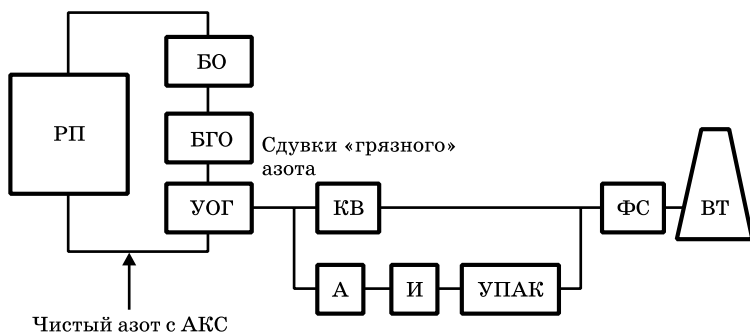 БО
РП
БГО
Сдувки «грязного»
азота
УОГ
КВ
ФС
ВТ
А
И
УПАК
Чистый азот с АКС